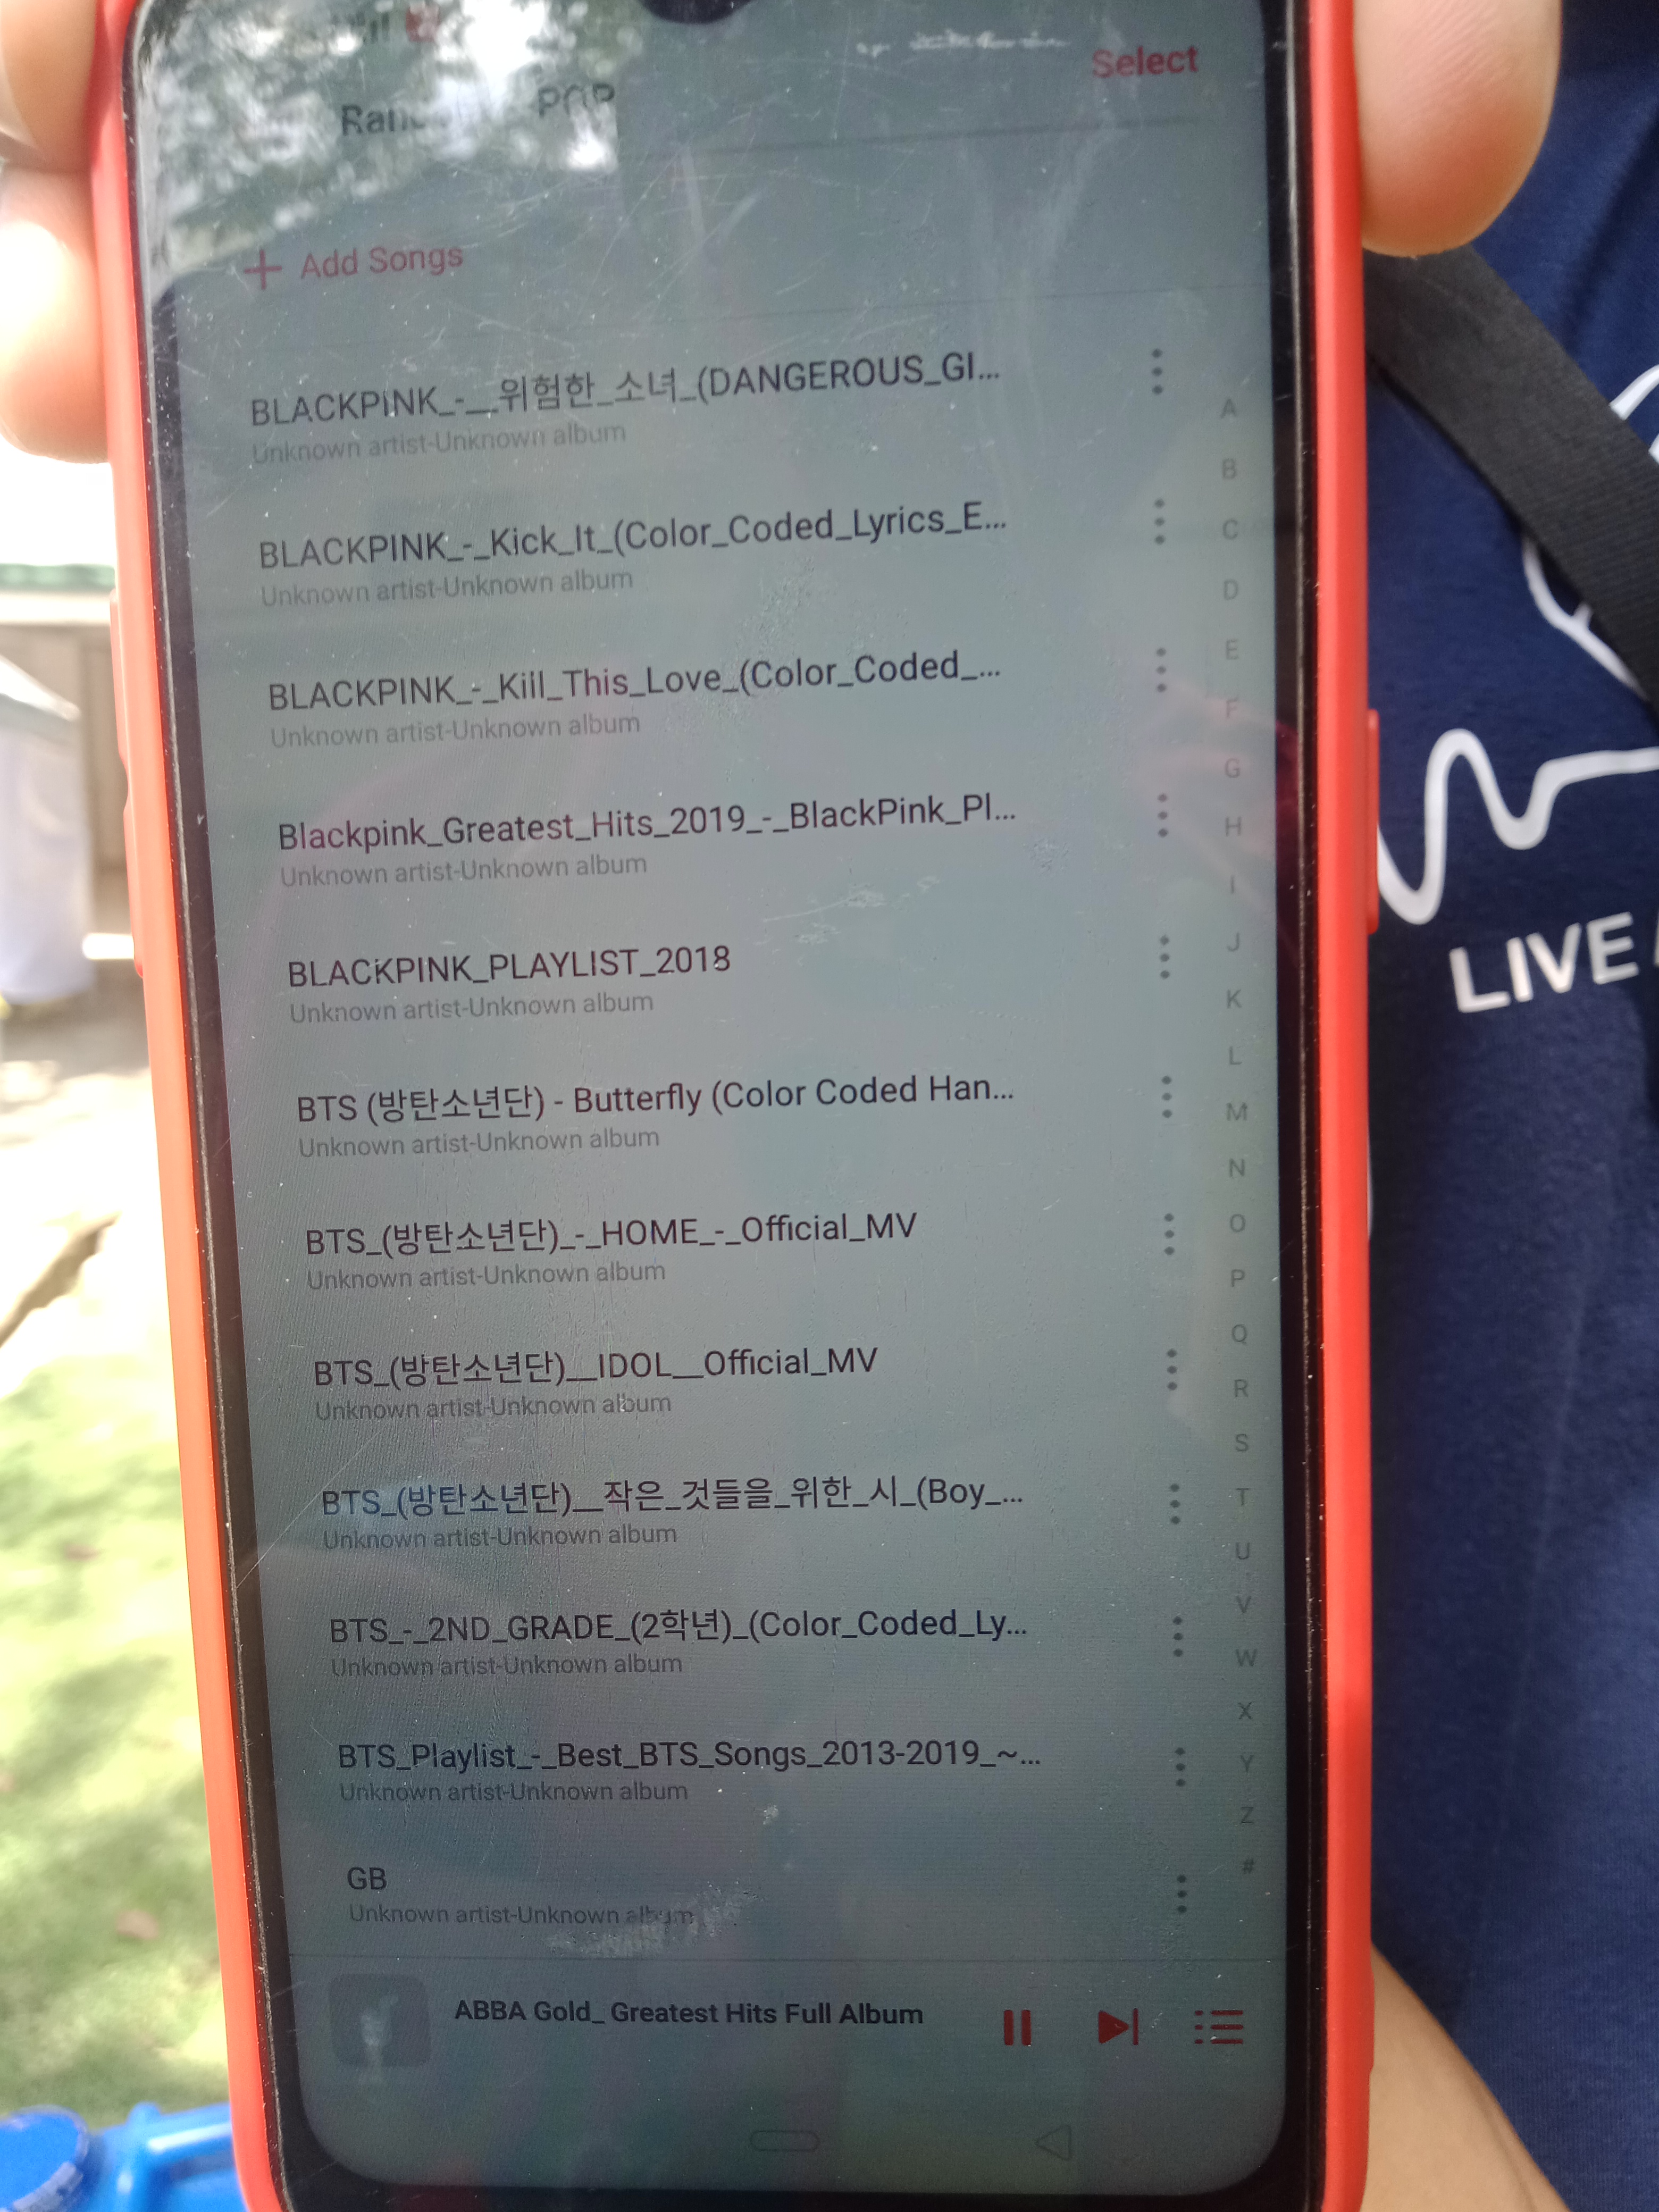 Select
POP
+ Add Songs
BLACKPINK_-__위험한_소녀_(DANGEROUS_GI...
Unknown artist-Unknown album
BLACKPINK_-_Kick_It_(Color_Coded_Lyrics_E...
Unknown artist-Unknown album
BLACKPINK_-_Kill_This_Love_(Color_Coded_...
Unknown artist-Unknown album
Blackpink_Greatest_Hits_2019_-_BlackPink_Pl...
Unknown artist-Unknown album
BLACKPINK_PLAYLIST_2018
Unknown artist-Unknown album
BTS (방탄소년단) - Butterfly (Color Coded Han...
Unknown artist-Unknown album
BTS_(방탄소년단)_-_HOME_-_Official_MV
Unknown artist-Unknown album
BTS_(방탄소년단)__IDOL__Official_MV
Unknown artist-Unknown album
BTS_(방탄소년단)__작은_것들을_위한_시_(Boy_...
Unknown artist-Unknown album
BTS_-_2ND_GRADE_(2학년)_(Color_Coded_Ly...
Unknown artist-Unknown album
BTS_Playlist_-_Best_BTS_Songs_2013-2019_~...
Unknown artist-Unknown album
GB
Unknown artist-Unknown album
ABBA Gold_ Greatest Hits Full Album
A
B
C
D
E
F
G
H
I
J
K
L
M
N
O
P
Q
R
S
T
U
V
W
X
Y
Z
#
LIVE